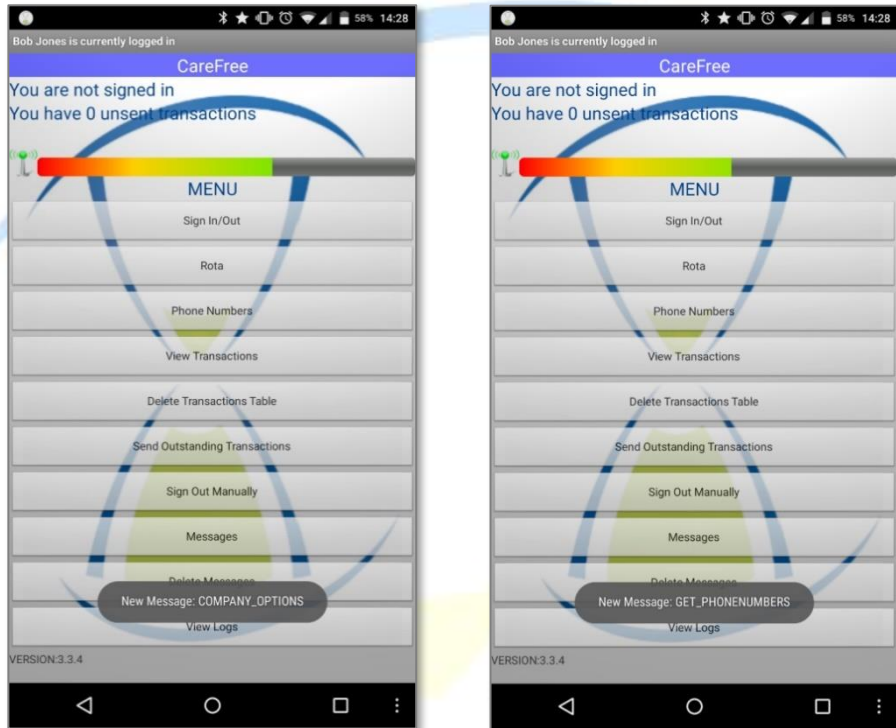 58% 14:28
Bob Jones is currently logged in
CareFree
You are not signed in
You have 0 unsent transactions
MENU
Sign In/Out
Rota
Phone Numbers
View Transactions
Delete Transactions Table
Send Outstanding Transactions
Sign Out Manually
Messages
Delete Messages
New Message: COMPANY_OPTIONS
View Logs
VERSION:3.3.4
58% 14:28
Bob Jones is currently logged in
CareFree
You are not signed in
You have 0 unsent transactions
MENU
Sign In/Out
Rota
Phone Numbers
View Transactions
Delete Transactions Table
Send Outstanding Transactions
Sign Out Manually
Messages
Delete Messages
New Message: GET_PHONENUMBERS
View Logs
VERSION:3.3.4